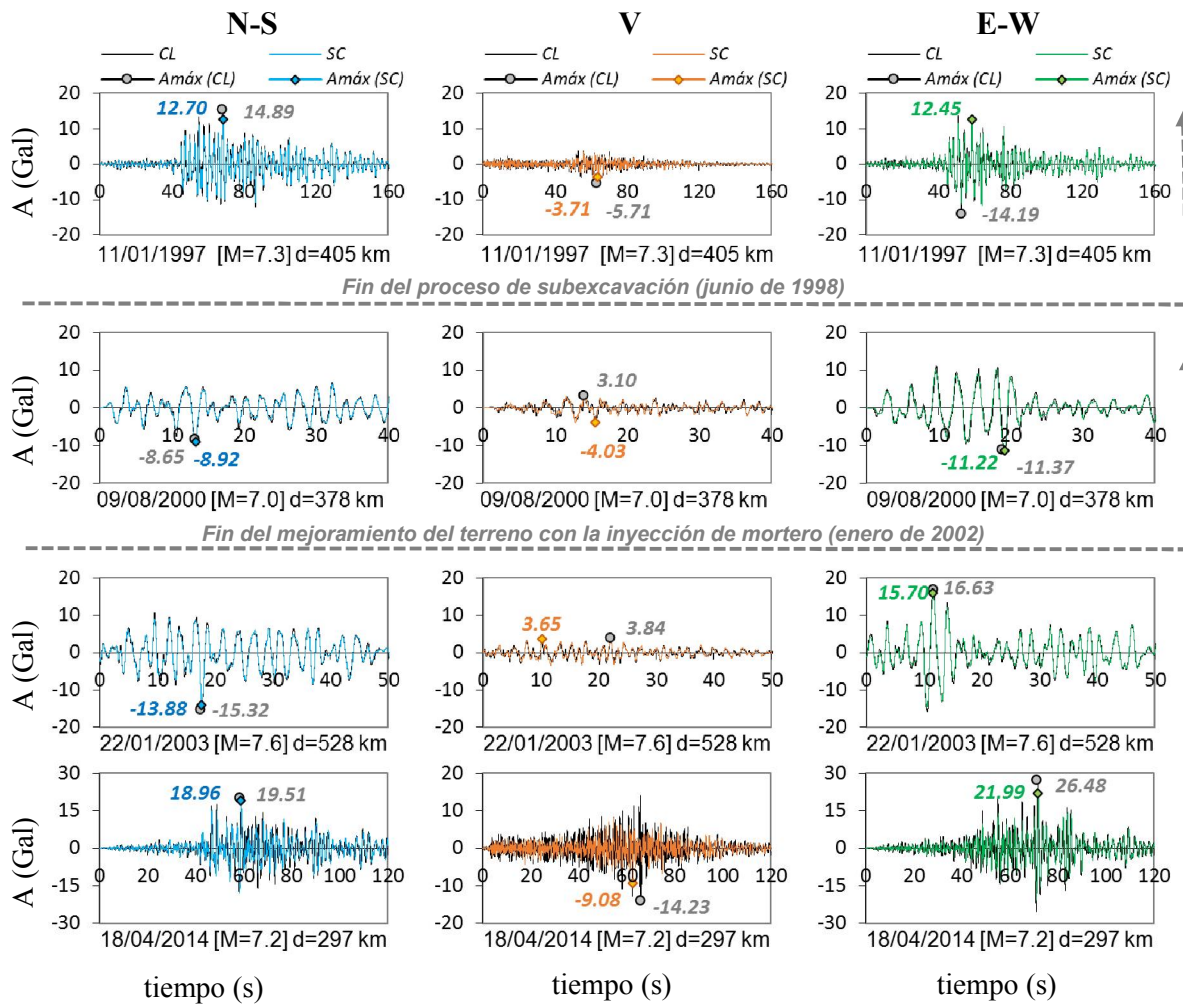 N-S V E-W
CL SC CL SC CL SC
Amáx (CL) Amáx (SC) Amáx (CL) Amáx (SC) Amáx (CL) Amáx (SC)
A (Gal)
20
10
0
-10
-20
0 40 80 120 160
12.70 14.89
11/01/1997 [M=7.3] d=405 km
20
10
0
-10
-20
0 40 80 120 160
-3.71 -5.71
11/01/1997 [M=7.3] d=405 km
20
10
0
-10
-20
0 40 80 120 160
12.45
-14.19
11/01/1997 [M=7.3] d=405 km
Fin del proceso de subexcavación (junio de 1998)
A (Gal)
20
10
0
-10
-20
0 10 20 30 40
-8.65 -8.92
09/08/2000 [M=7.0] d=378 km
20
10
0
-10
-20
0 10 20 30 40
3.10
-4.03
09/08/2000 [M=7.0] d=378 km
20
10
0
-10
-20
0 10 20 30 40
-11.22 -11.37
09/08/2000 [M=7.0] d=378 km
Fin del mejoramiento del terreno con la inyección de mortero (enero de 2002)
A (Gal)
20
10
0
-10
-20
0 10 20 30 40 50
-13.88 -15.32
22/01/2003 [M=7.6] d=528 km
20
10
0
-10
-20
0 10 20 30 40 50
3.65 3.84
22/01/2003 [M=7.6] d=528 km
20
10
0
-10
-20
0 10 20 30 40 50
15.70 16.63
22/01/2003 [M=7.6] d=528 km
A (Gal)
30
15
0
-15
-30
0 20 40 60 80 100 120
18.96 19.51
18/04/2014 [M=7.2] d=297 km
20
10
0
-10
-20
0 20 40 60 80 100 120
-9.08 -14.23
18/04/2014 [M=7.2] d=297 km
30
15
0
-15
-30
0 20 40 60 80 100 120
21.99 26.48
18/04/2014 [M=7.2] d=297 km
tiempo (s) tiempo (s) tiempo (s)